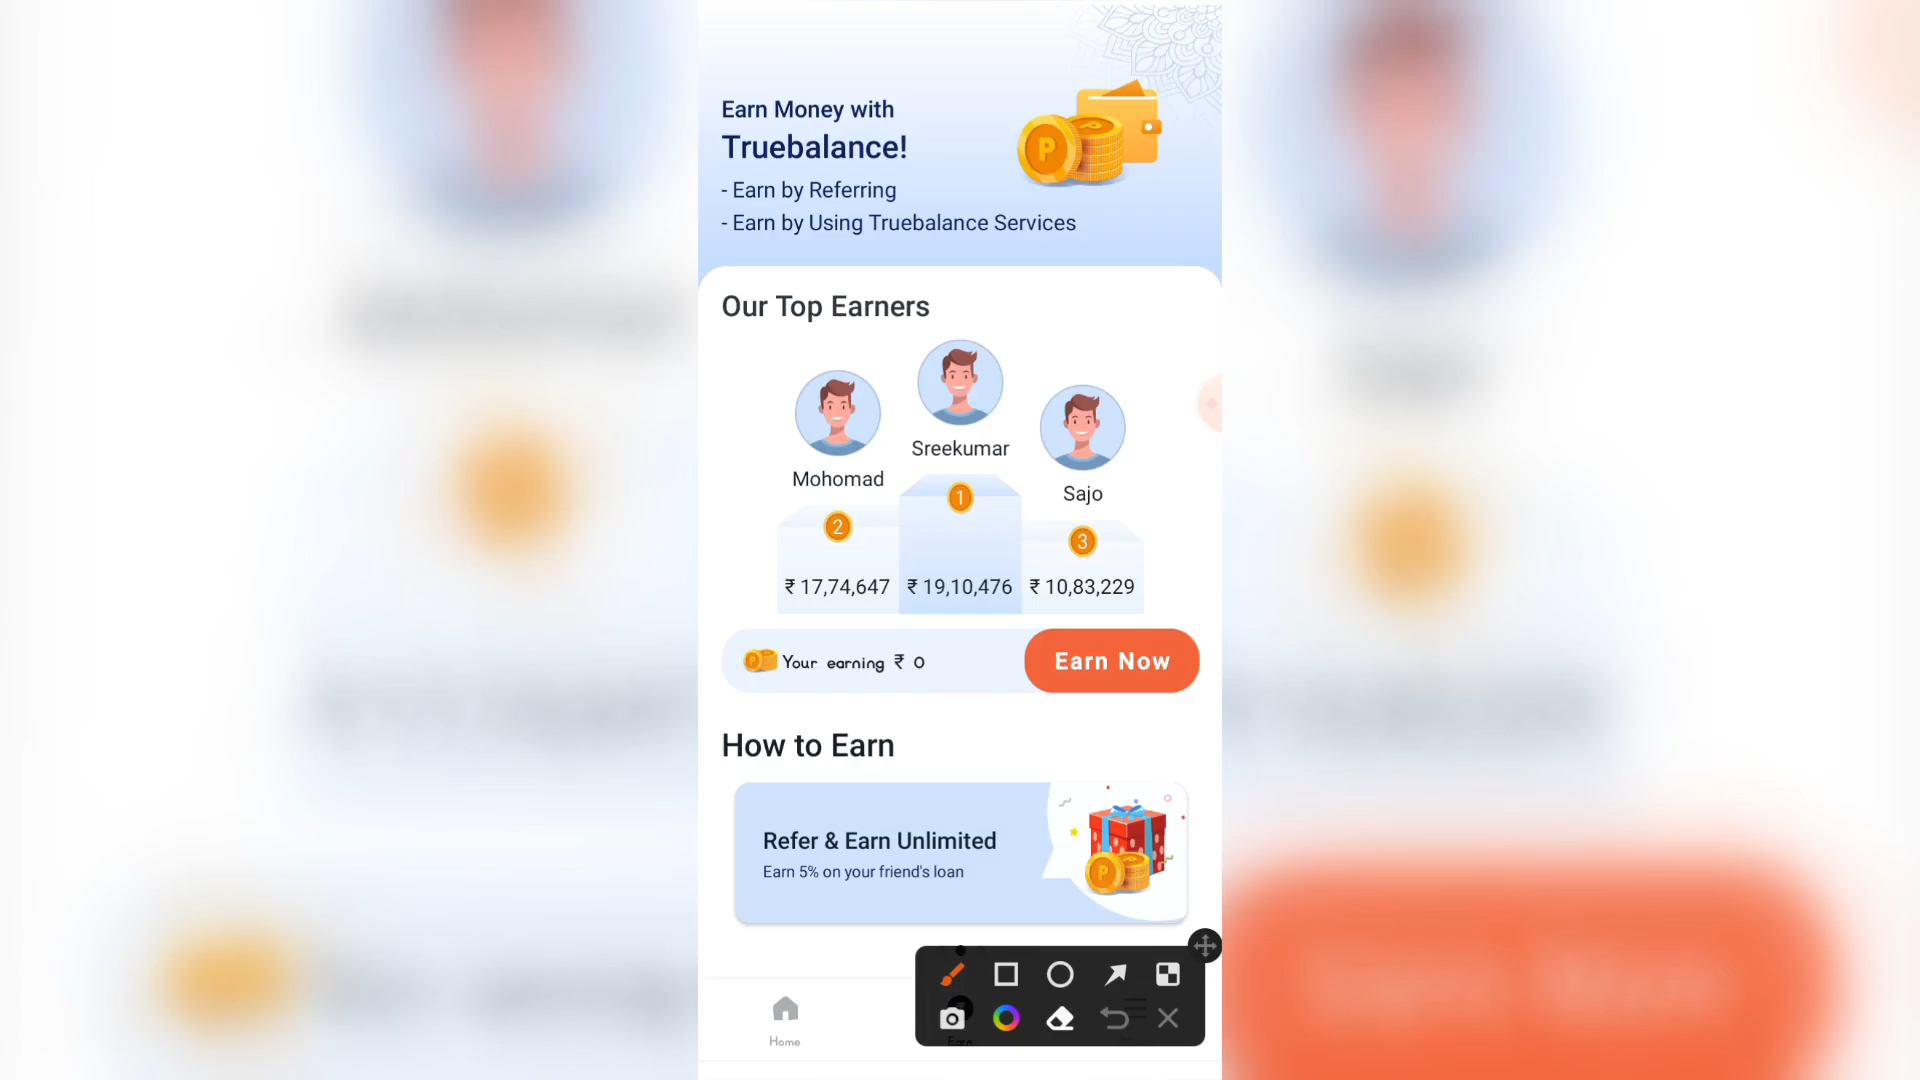 Earn Money with
Truebalance!
- Earn by Referring
- Earn by Using Truebalance Services
Our Top Earners
Sreekumar
Mohomad
Sajo
1
2
3
₹ 17,74,647 ₹ 19,10,476 ₹ 10,83,229
Your earning ₹ 0
Earn Now
How to Earn
Refer & Earn Unlimited
Earn 5% on your friend's loan
Home
Earn